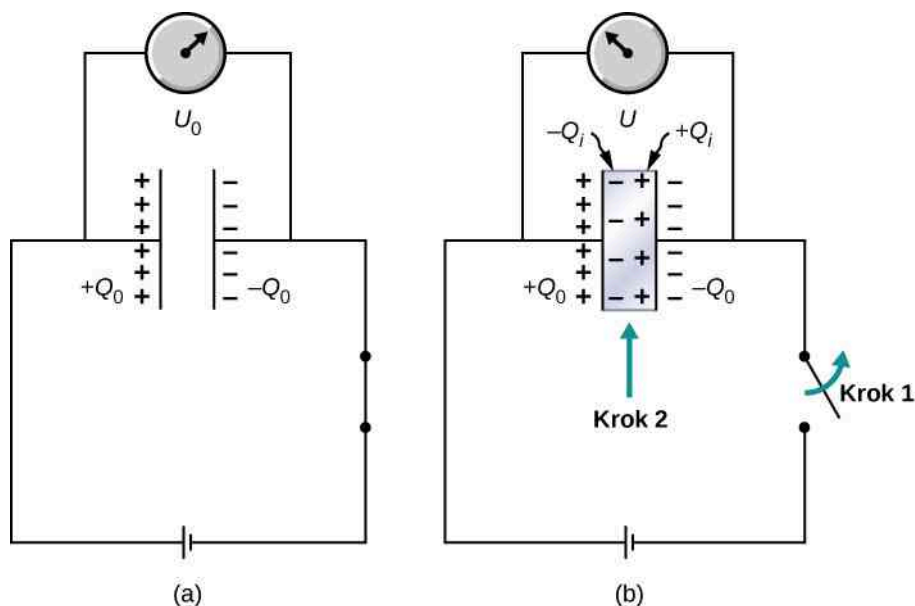 U₀
+Q₀
–Q₀
(a)
U
–Qᵢ
+Qᵢ
+Q₀
–Q₀
Krok 1
Krok 2
(b)